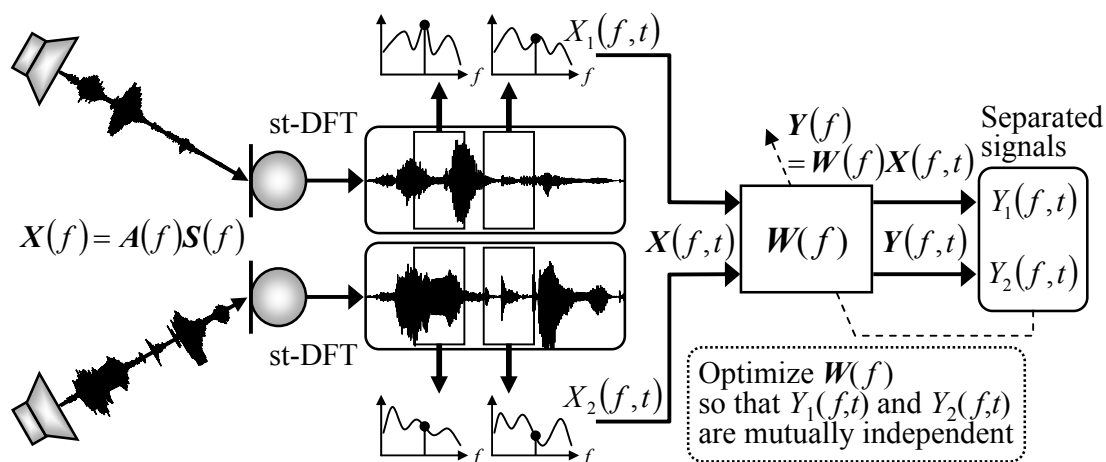 f
f
X₁(f,t)
st-DFT
Y(f)
= W(f)X(f,t)
Separated
signals
X(f) = A(f)S(f)
X(f,t)
W(f)
Y(f,t)
Y₁(f,t)
Y₂(f,t)
st-DFT
f
f
X₂(f,t)
Optimize W(f)
so that Y₁(f,t) and Y₂(f,t)
are mutually independent